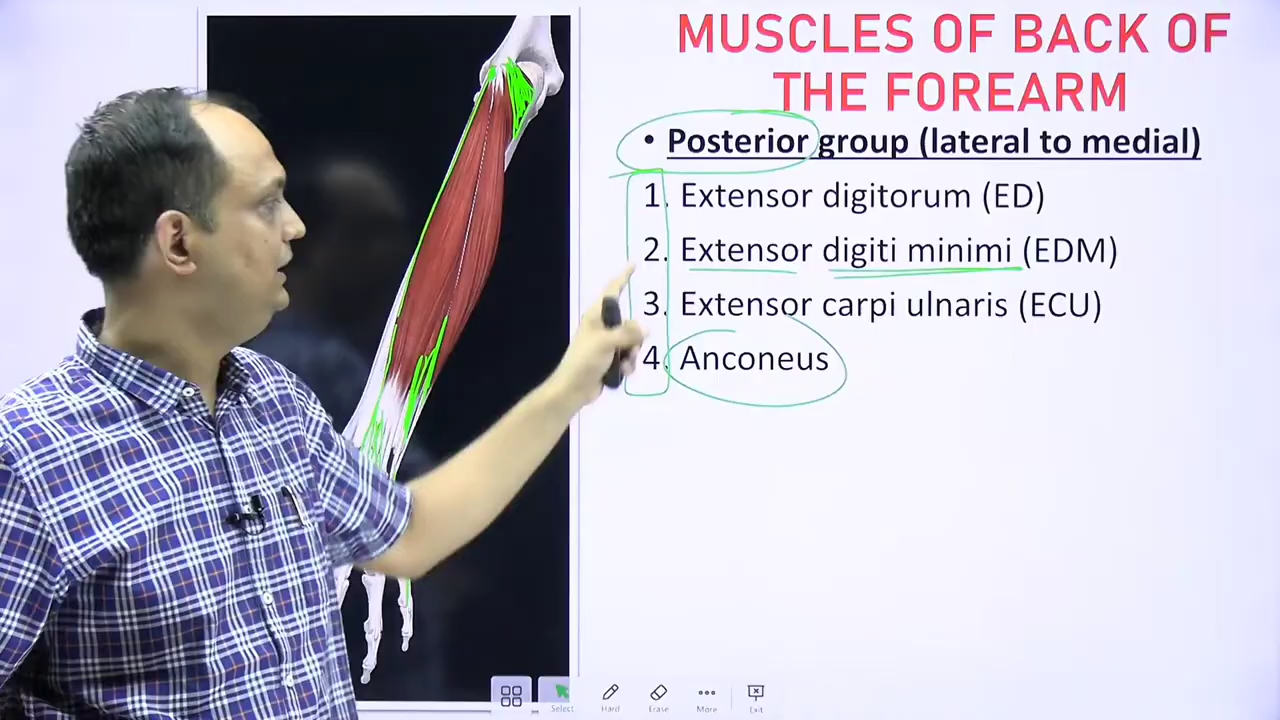 MUSCLES OF BACK OF
THE FOREARM
• Posterior group (lateral to medial)
1. Extensor digitorum (ED)
2. Extensor digiti minimi (EDM)
3. Extensor carpi ulnaris (ECU)
4. Anconeus
Select Hard Erase More Exit